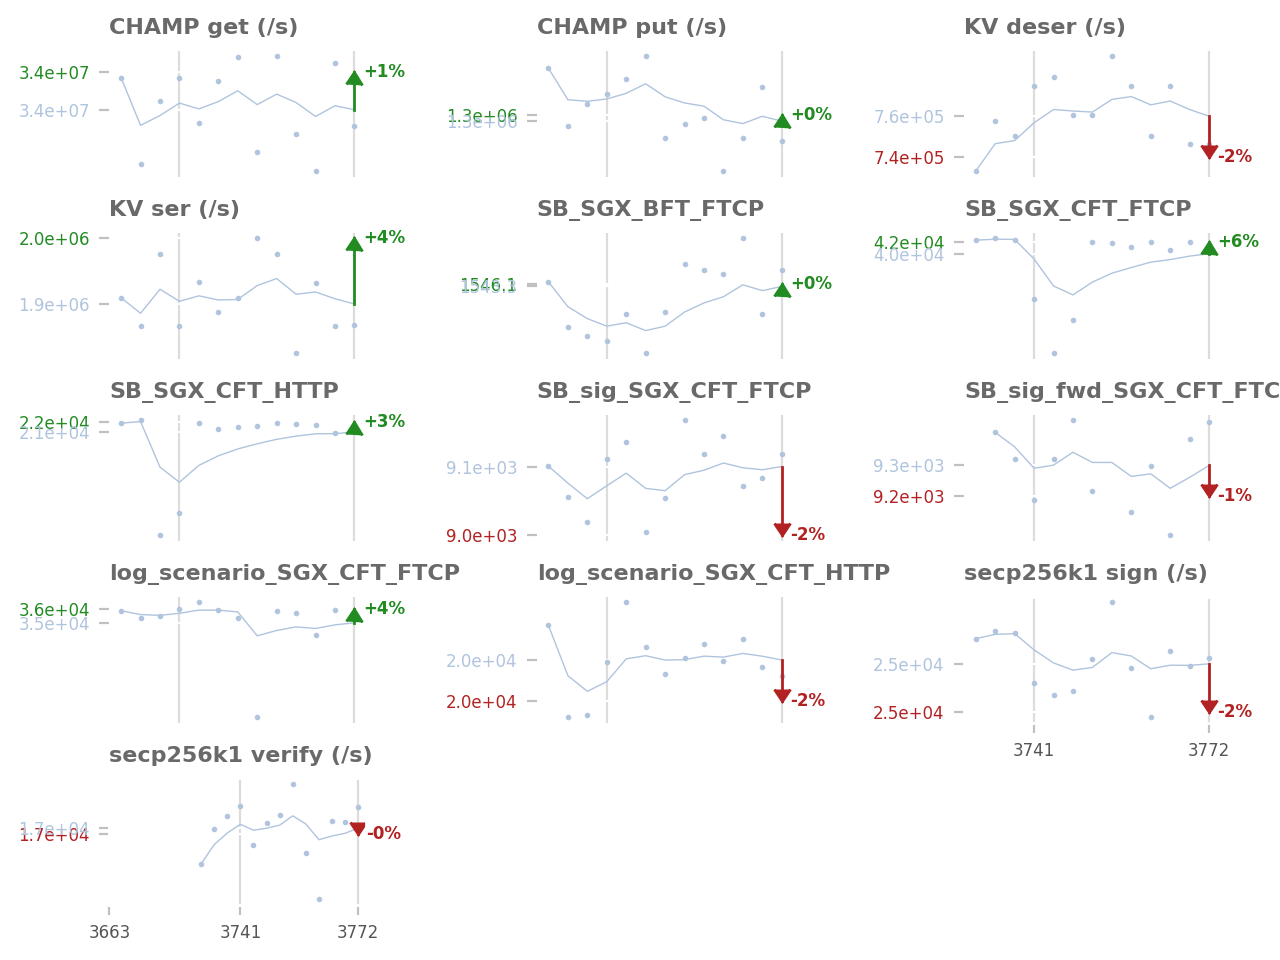 CHAMP get (/s)
3.4e+07
3.4e+07
+1%
CHAMP put (/s)
1.3e+06
1.3e+06
+0%
KV deser (/s)
7.6e+05
7.4e+05
-2%
KV ser (/s)
2.0e+06
1.9e+06
+4%
SB_SGX_BFT_FTCP
1546.1
+0%
SB_SGX_CFT_FTCP
4.2e+04
4.0e+04
+6%
SB_SGX_CFT_HTTP
2.2e+04
2.1e+04
+3%
SB_sig_SGX_CFT_FTCP
9.1e+03
9.0e+03
-2%
SB_sig_fwd_SGX_CFT_FTC
9.3e+03
9.2e+03
-1%
log_scenario_SGX_CFT_FTCP
3.6e+04
3.5e+04
+4%
log_scenario_SGX_CFT_HTTP
2.0e+04
2.0e+04
-2%
secp256k1 sign (/s)
2.5e+04
2.5e+04
-2%
3741
3772
secp256k1 verify (/s)
1.7e+04
1.7e+04
-0%
3663
3741
3772